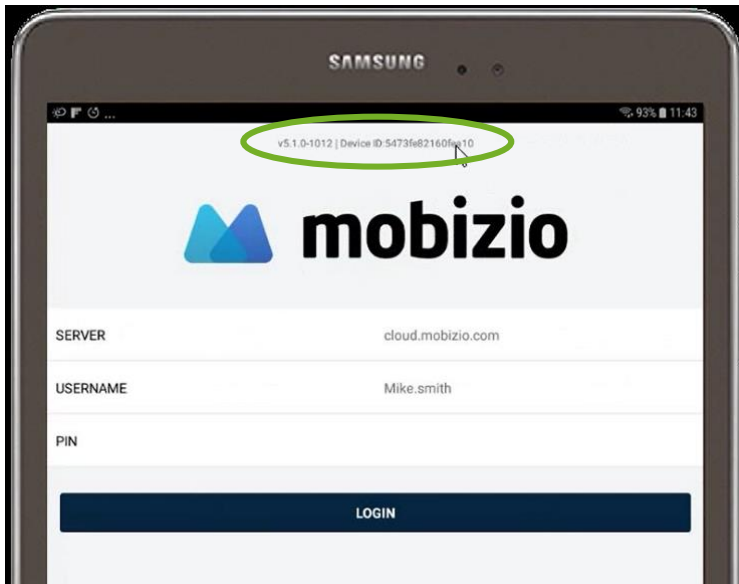 SAMSUNG
93% 11:43
v5.1.0-1012 | Device ID:5473fe82160fea10
mobizio
SERVER cloud.mobizio.com
USERNAME Mike.smith
PIN
LOGIN